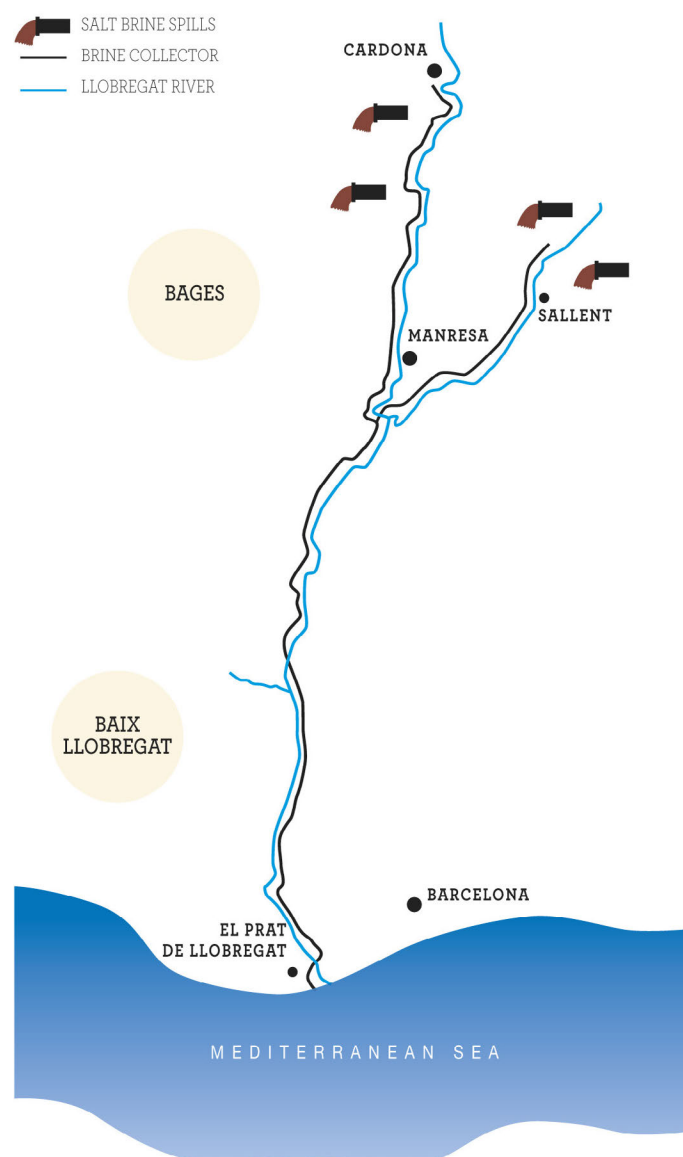 SALT BRINE SPILLS
BRINE COLLECTOR
LLOBREGAT RIVER
CARDONA
BAGES
SALLENT
MANRESA
BAIX
LLOBREGAT
BARCELONA
EL PRAT
DE LLOBREGAT
MEDITERRANEAN SEA